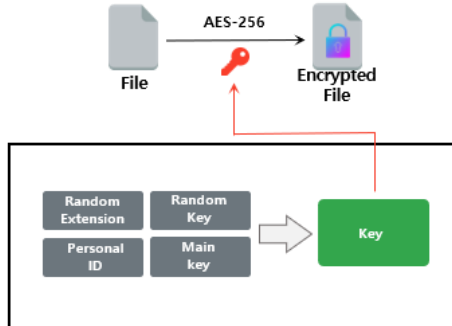 AES-256
File
Encrypted
File
Random
Extension
Random
Key
Personal
ID
Main
key
Key